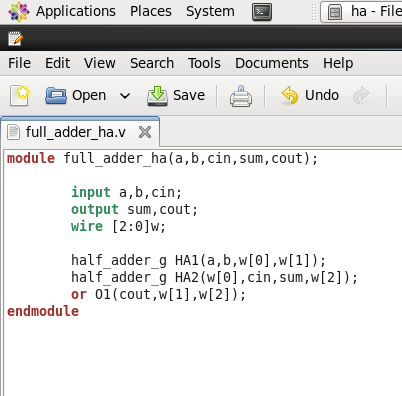 Applications Places System ha - File
File Edit View Search Tools Documents Help
Open Save Undo
full_adder_ha.v
module full_adder_ha(a,b,cin,sum,cout);
input a,b,cin;
output sum,cout;
wire [2:0]w;
half_adder_g HA1(a,b,w[0],w[1]);
half_adder_g HA2(w[0],cin,sum,w[2]);
or O1(cout,w[1],w[2]);
endmodule